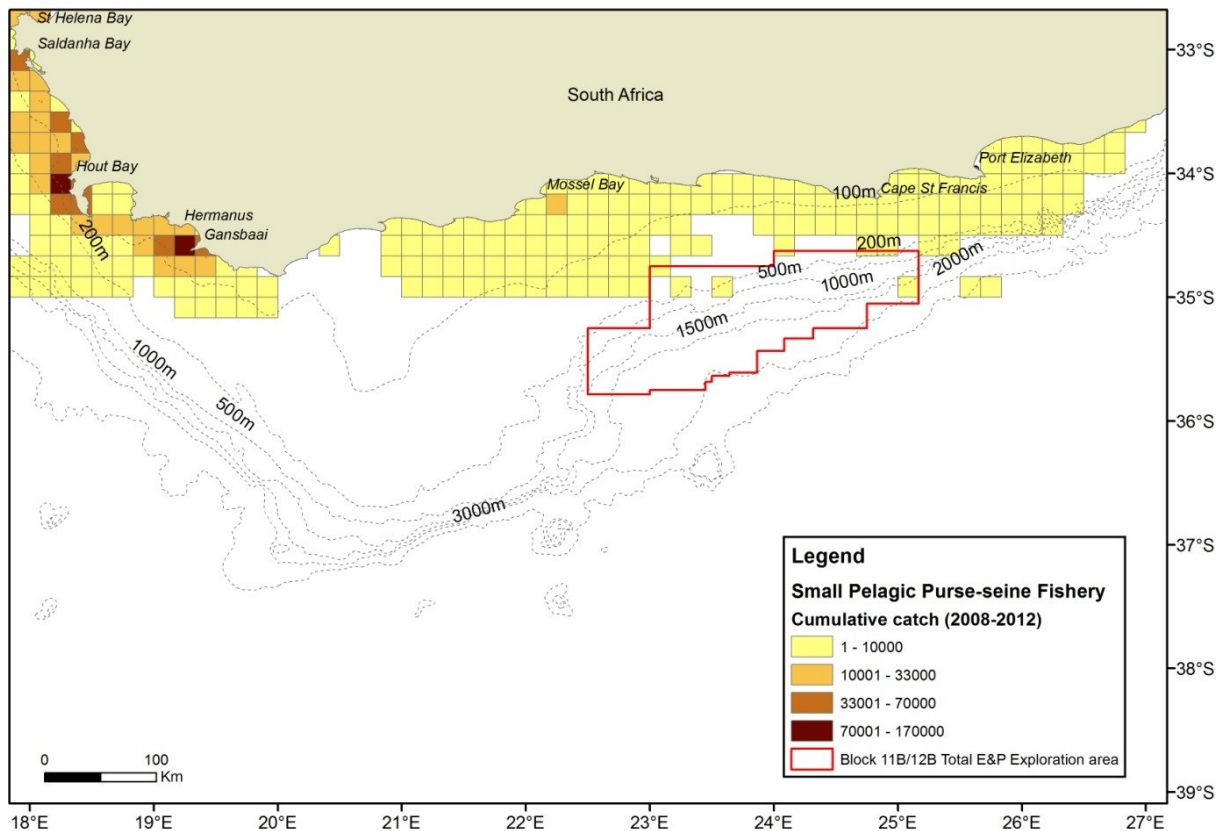 St Helena Bay
Saldanha Bay
South Africa
Hout Bay
Hermanus
Gansbaai
Mossel Bay
Port Elizabeth
Cape St Francis
100m
200m
200m
500m
1000m
2000m
1500m
1000m
500m
3000m
33°S
34°S
35°S
36°S
37°S
38°S
39°S
Legend
Small Pelagic Purse-seine Fishery
Cumulative catch (2008-2012)
1 - 10000
10001 - 33000
33001 - 70000
70001 - 170000
Block 11B/12B Total E&P Exploration area
0 100
Km
18°E 19°E 20°E 21°E 22°E 23°E 24°E 25°E 26°E 27°E